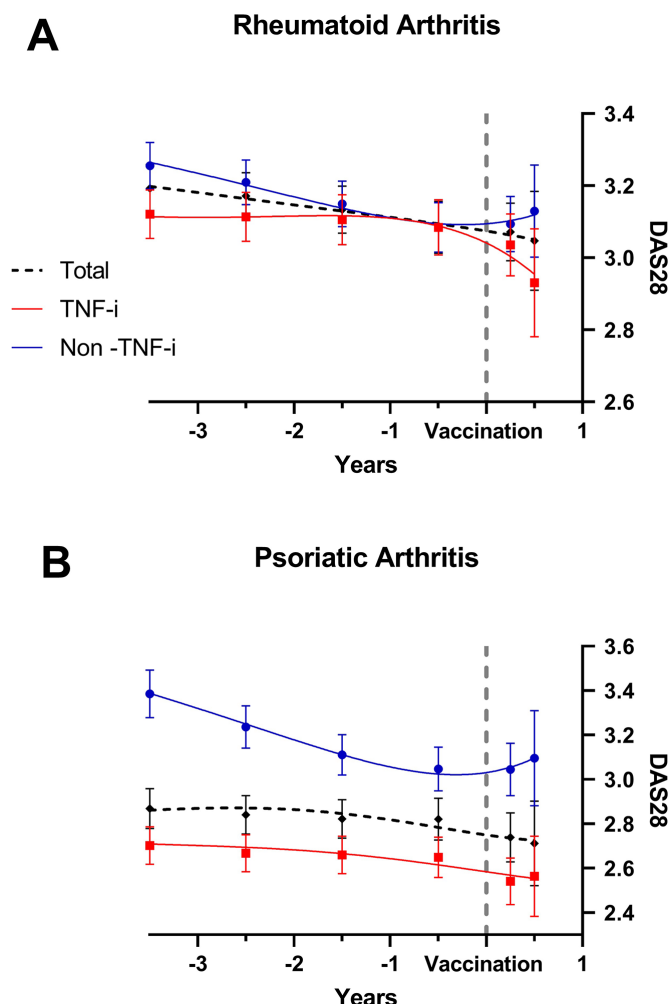 A
Rheumatoid Arthritis
3.4
3.2
3.0
2.8
2.6
DAS28
Total
TNF-i
Non -TNF-i
-3 -2 -1 Vaccination 1
Years
B
Psoriatic Arthritis
3.6
3.4
3.2
3.0
2.8
2.6
2.4
DAS28
-3 -2 -1 Vaccination 1
Years